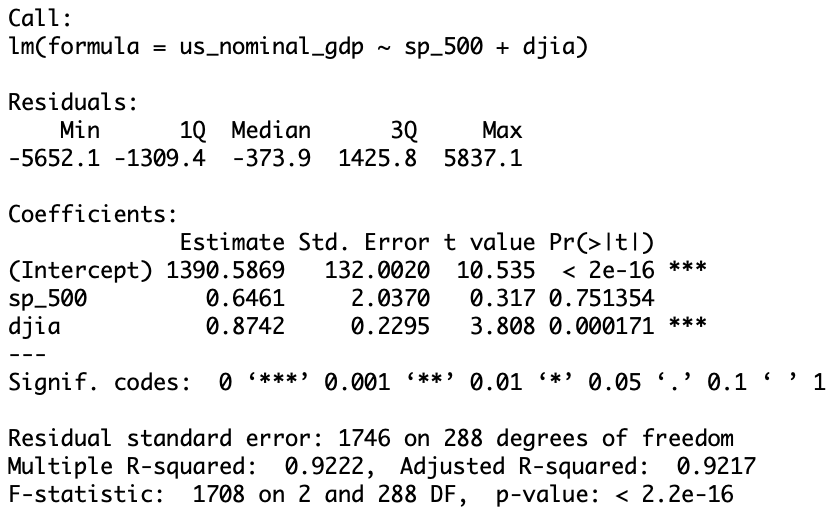 Call:
lm(formula = us_nominal_gdp ~ sp_500 + djia)

Residuals:
    Min      1Q  Median      3Q     Max
-5652.1 -1309.4  -373.9  1425.8  5837.1

Coefficients:
             Estimate Std. Error t value Pr(>|t|)
(Intercept) 1390.5869   132.0020  10.535  < 2e-16 ***
sp_500         0.6461     2.0370   0.317 0.751354
djia           0.8742     0.2295   3.808 0.000171 ***
---
Signif. codes:  0 ‘***’ 0.001 ‘**’ 0.01 ‘*’ 0.05 ‘.’ 0.1 ‘ ’ 1

Residual standard error: 1746 on 288 degrees of freedom
Multiple R-squared:  0.9222,	Adjusted R-squared:  0.9217
F-statistic:  1708 on 2 and 288 DF,  p-value: < 2.2e-16